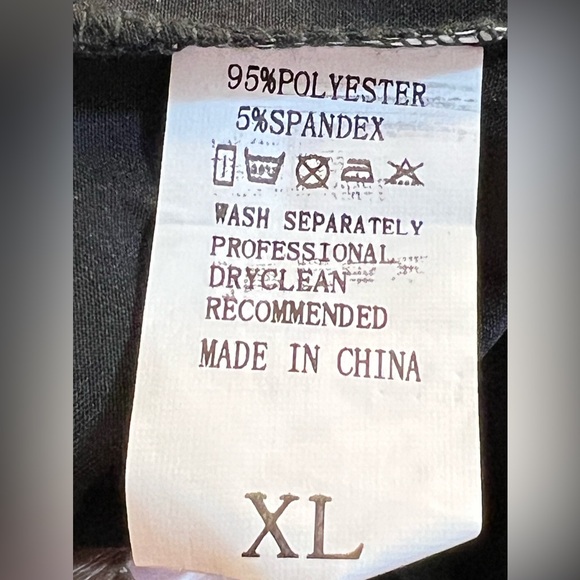 95%POLYESTER
5%SPANDEX
WASH SEPARATELY
PROFESSIONAL
DRYCLEAN
RECOMMENDED
MADE IN CHINA
XL